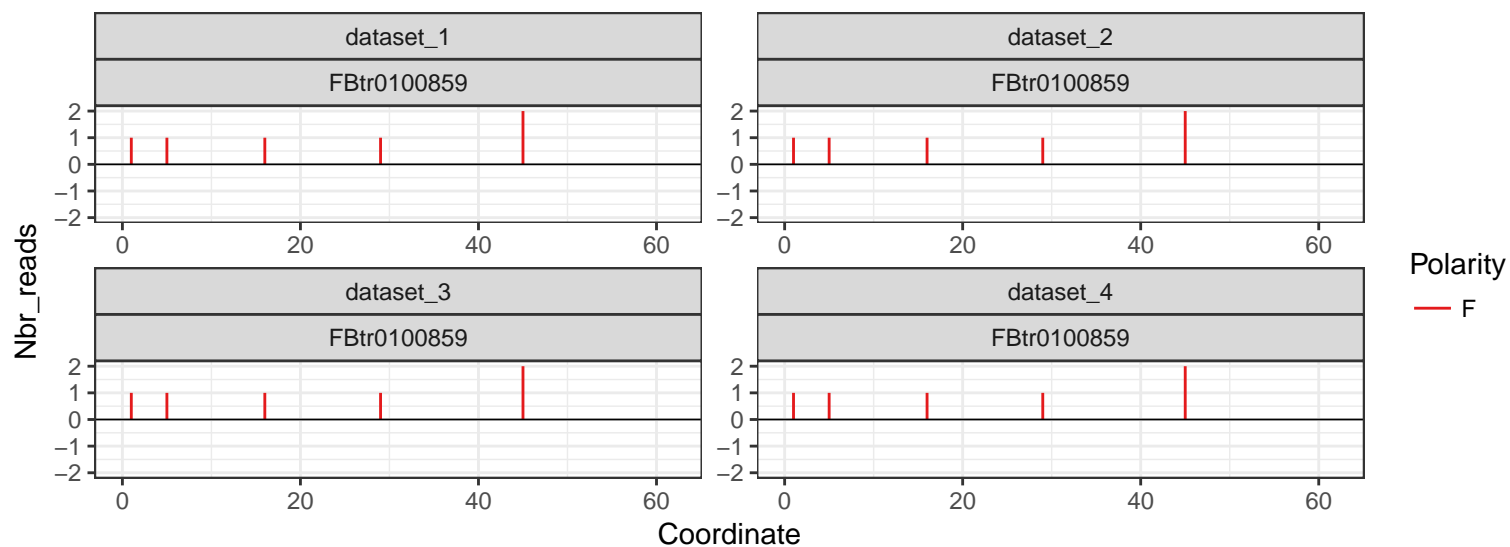 dataset_1
dataset_2
FBtr0100859
FBtr0100859
2
1
0
−1
−2
2
1
0
−1
−2
0 20 40 60
0 20 40 60
dataset_3
dataset_4
FBtr0100859
FBtr0100859
2
1
0
−1
−2
2
1
0
−1
−2
0 20 40 60
0 20 40 60
Nbr_reads
Coordinate
Polarity
F